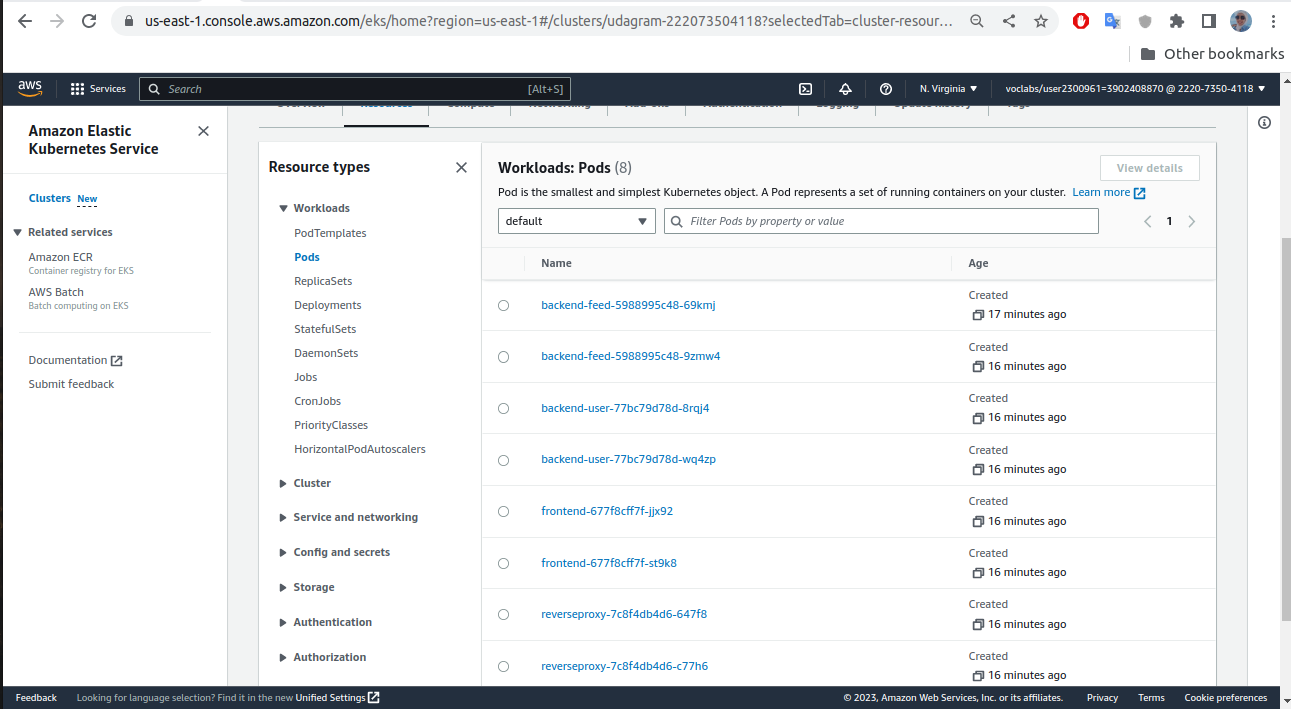 us-east-1.console.aws.amazon.com/eks/home?region=us-east-1#/clusters/udagram-222073504118?selectedTab=cluster-resour...
Other bookmarks
aws
Services
Search
[Alt+S]
N. Virginia
voclabs/user2300961=3902408870 @ 2220-7350-4118
Amazon Elastic
Kubernetes Service
Clusters New
Related services
Amazon ECR
Container registry for EKS
AWS Batch
Batch computing on EKS
Documentation
Submit feedback
Overview Resources Compute Networking Add-ons Authentication Logging Update history Tags
Resource types
Workloads
PodTemplates
Pods
ReplicaSets
Deployments
StatefulSets
DaemonSets
Jobs
CronJobs
PriorityClasses
HorizontalPodAutoscalers
Cluster
Service and networking
Config and secrets
Storage
Authentication
Authorization
Workloads: Pods (8)
View details
Pod is the smallest and simplest Kubernetes object. A Pod represents a set of running containers on your cluster. Learn more
default
Filter Pods by property or value
1
Name Age
backend-feed-5988995c48-69kmj
Created
17 minutes ago
backend-feed-5988995c48-9zmw4
Created
16 minutes ago
backend-user-77bc79d78d-8rqj4
Created
16 minutes ago
backend-user-77bc79d78d-wq4zp
Created
16 minutes ago
frontend-677f8cff7f-jjx92
Created
16 minutes ago
frontend-677f8cff7f-st9k8
Created
16 minutes ago
reverseproxy-7c8f4db4d6-647f8
Created
16 minutes ago
reverseproxy-7c8f4db4d6-c77h6
Created
16 minutes ago
Feedback
Looking for language selection? Find it in the new Unified Settings
© 2023, Amazon Web Services, Inc. or its affiliates.
Privacy
Terms
Cookie preferences